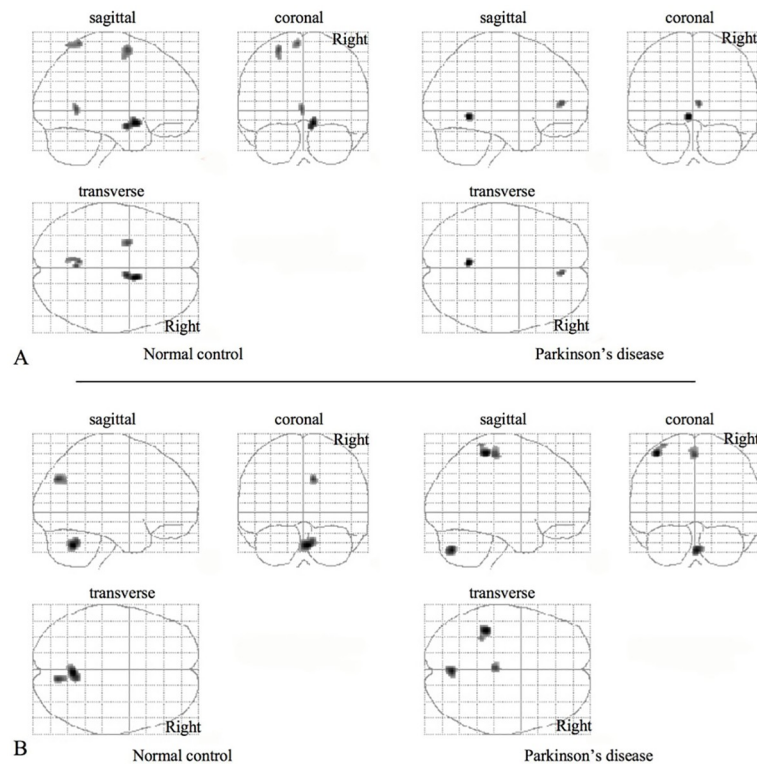 sagittal coronal sagittal coronal
Right Right
transverse transverse
Right Right
A Normal control Parkinson's disease
sagittal coronal sagittal coronal
Right Right
transverse transverse
Right Right
B Normal control Parkinson's disease